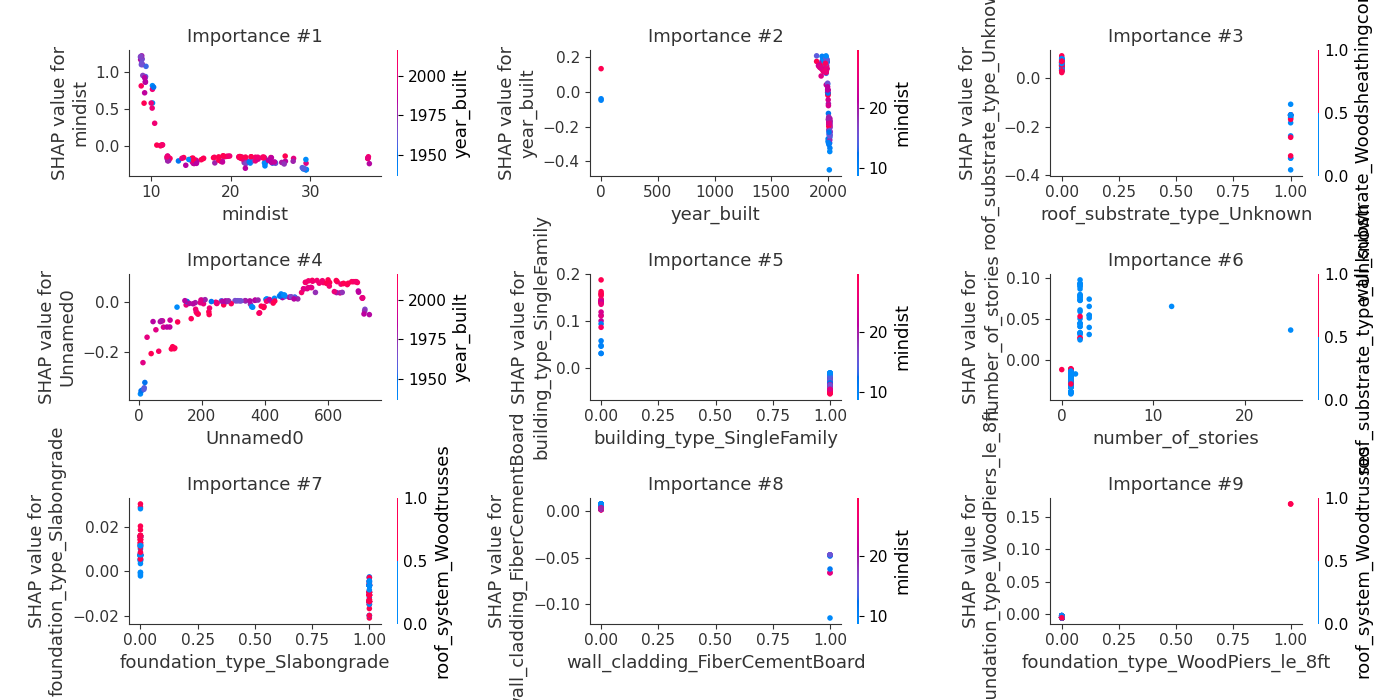 Importance #1
SHAP value for
mindist
1.0
0.5
0.0
10
20
30
mindist
2000
1975
1950
year_built
Importance #2
SHAP value for
year_built
0.2
0.0
−0.2
−0.4
0
500
1000
1500
2000
year_built
20
10
mindist
Importance #3
SHAP value for
roof_substrate_type_Unknow
0.0
−0.2
−0.4
0.00
0.25
0.50
0.75
1.00
roof_substrate_type_Unknown
1.0
0.5
0.0
roof_substrate_type_Woodsheathingcon
Importance #4
SHAP value for
Unnamed0
0.0
−0.2
0
200
400
600
Unnamed0
2000
1975
1950
year_built
Importance #5
SHAP value for
building_type_SingleFamily
0.2
0.1
0.0
0.00
0.25
0.50
0.75
1.00
building_type_SingleFamily
20
10
mindist
Importance #6
SHAP value for
number_of_stories
0.10
0.05
0.00
0
10
20
number_of_stories
1.0
0.5
0.0
roof_substrate_type_Unknown
Importance #7
SHAP value for
foundation_type_Slabongrade
0.02
0.00
−0.02
0.00
0.25
0.50
0.75
1.00
foundation_type_Slabongrade
1.0
0.5
0.0
roof_system_Woodtrusses
Importance #8
SHAP value for
wall_cladding_FiberCementBoard
0.00
−0.05
−0.10
0.00
0.25
0.50
0.75
1.00
wall_cladding_FiberCementBoard
20
10
mindist
Importance #9
SHAP value for
undation_type_WoodPiers_le_8ft
0.15
0.10
0.05
0.00
0.00
0.25
0.50
0.75
1.00
foundation_type_WoodPiers_le_8ft
1.0
0.5
0.0
roof_system_Woodtrusses